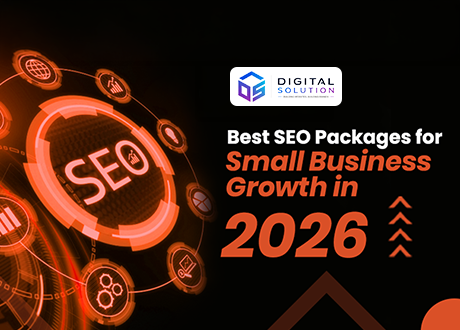 DIGITAL
SOLUTION
Best SEO Packages for
Small Business
Growth in
2026
SEO